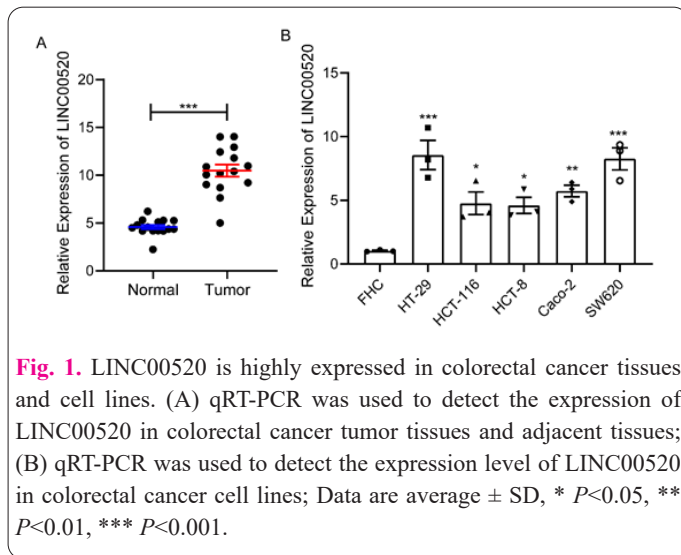 A
Relative Expression of LINC00520
20
15
10
5
0
***
Normal
Tumor
B
Relative Expression of LINC00520
15
10
5
0
***
*
*
**
***
FHC
HT-29
HCT-116
HCT-8
Caco-2
SW620
Fig. 1. LINC00520 is highly expressed in colorectal cancer tissues
and cell lines. (A) qRT-PCR was used to detect the expression of
LINC00520 in colorectal cancer tumor tissues and adjacent tissues;
(B) qRT-PCR was used to detect the expression level of LINC00520
in colorectal cancer cell lines; Data are average ± SD, * P<0.05, **
P<0.01, *** P<0.001.